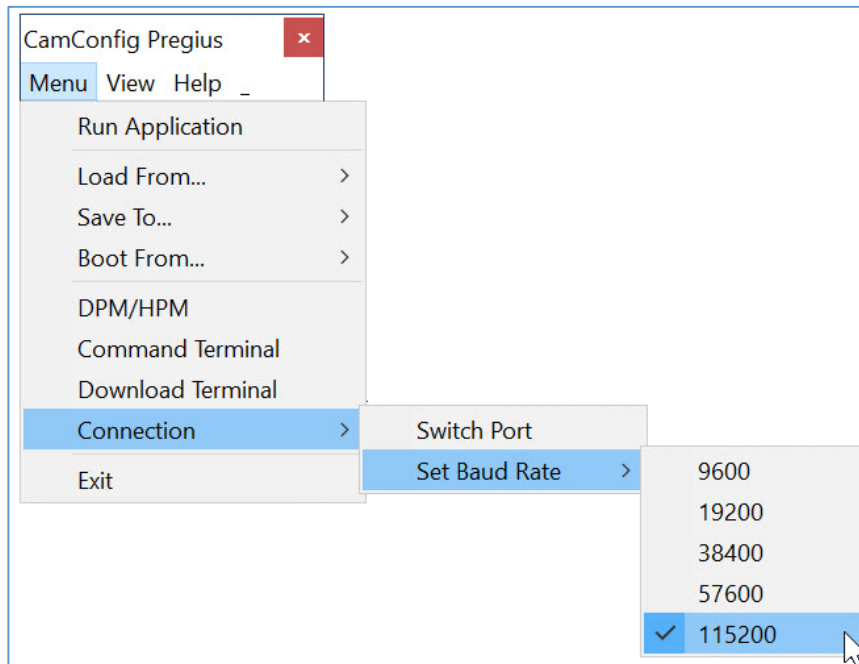 CamConfig Pregius
Menu View Help _
Run Application
Load From...
Save To...
Boot From...
DPM/HPM
Command Terminal
Download Terminal
Connection
Exit
Switch Port
Set Baud Rate
9600
19200
38400
57600
115200